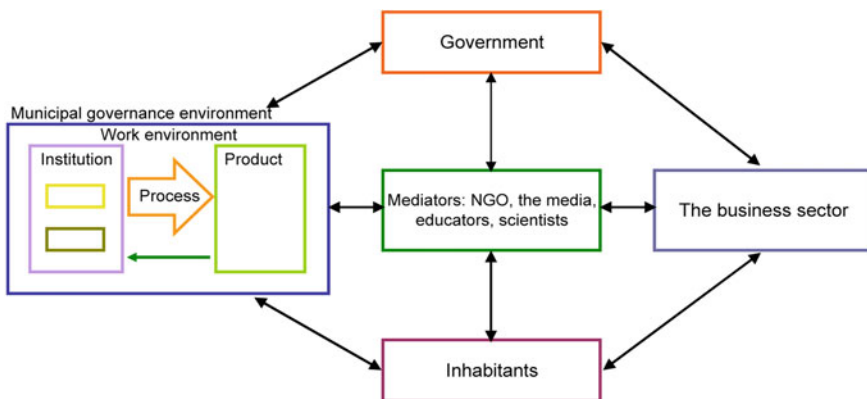 Government
Municipal governance environment
Work environment
Institution
Product
Process
Mediators: NGO, the media,
educators, scientists
The business sector
Inhabitants